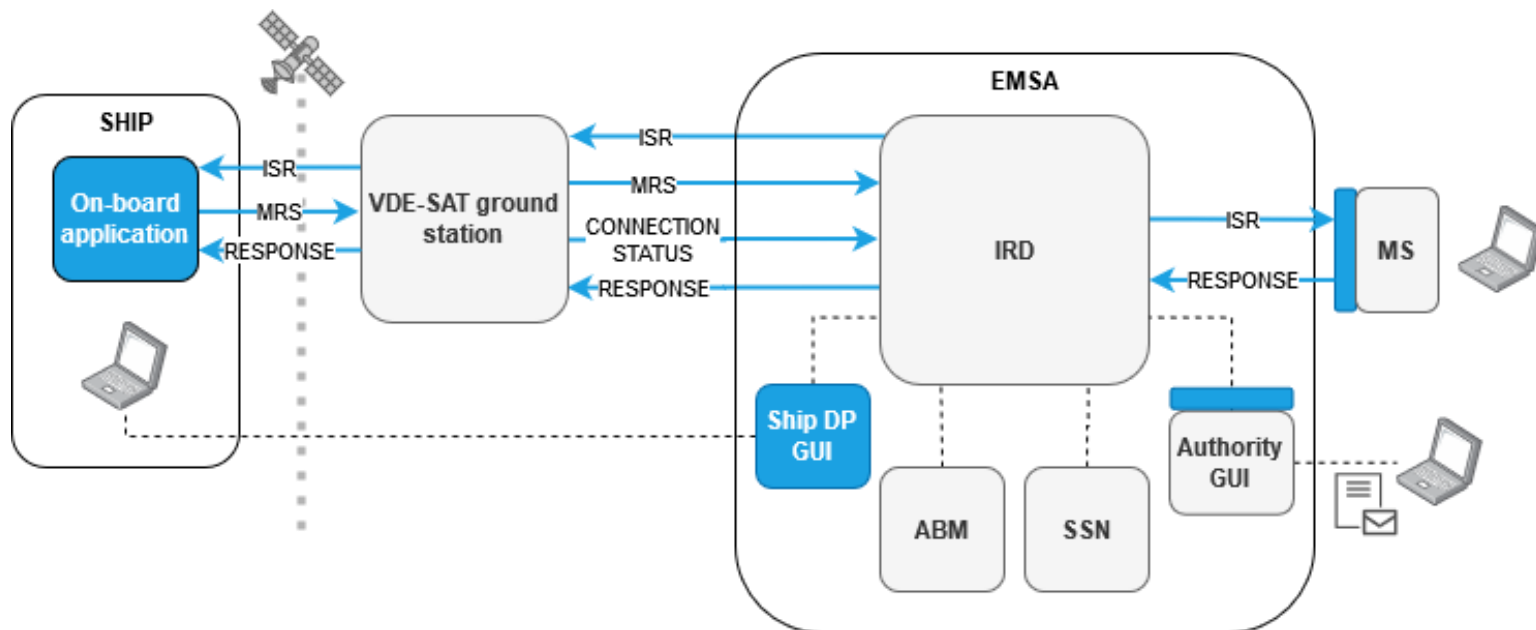 EMSA
SHIP
ISR
ISR
On-board
application
MRS
RESPONSE
VDE-SAT ground
station
MRS
CONNECTION
STATUS
RESPONSE
IRD
ISR
RESPONSE
MS
Ship DP
GUI
ABM
SSN
Authority
GUI